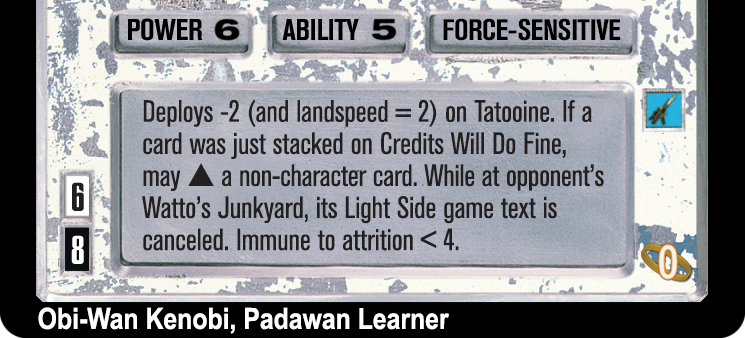 POWER 6 ABILITY 5 FORCE-SENSITIVE
Deploys -2 (and landspeed = 2) on Tatooine. If a
card was just stacked on Credits Will Do Fine,
may ▲ a non-character card. While at opponent's
Watto's Junkyard, its Light Side game text is
canceled. Immune to attrition < 4.
6
8
0
Obi-Wan Kenobi, Padawan Learner